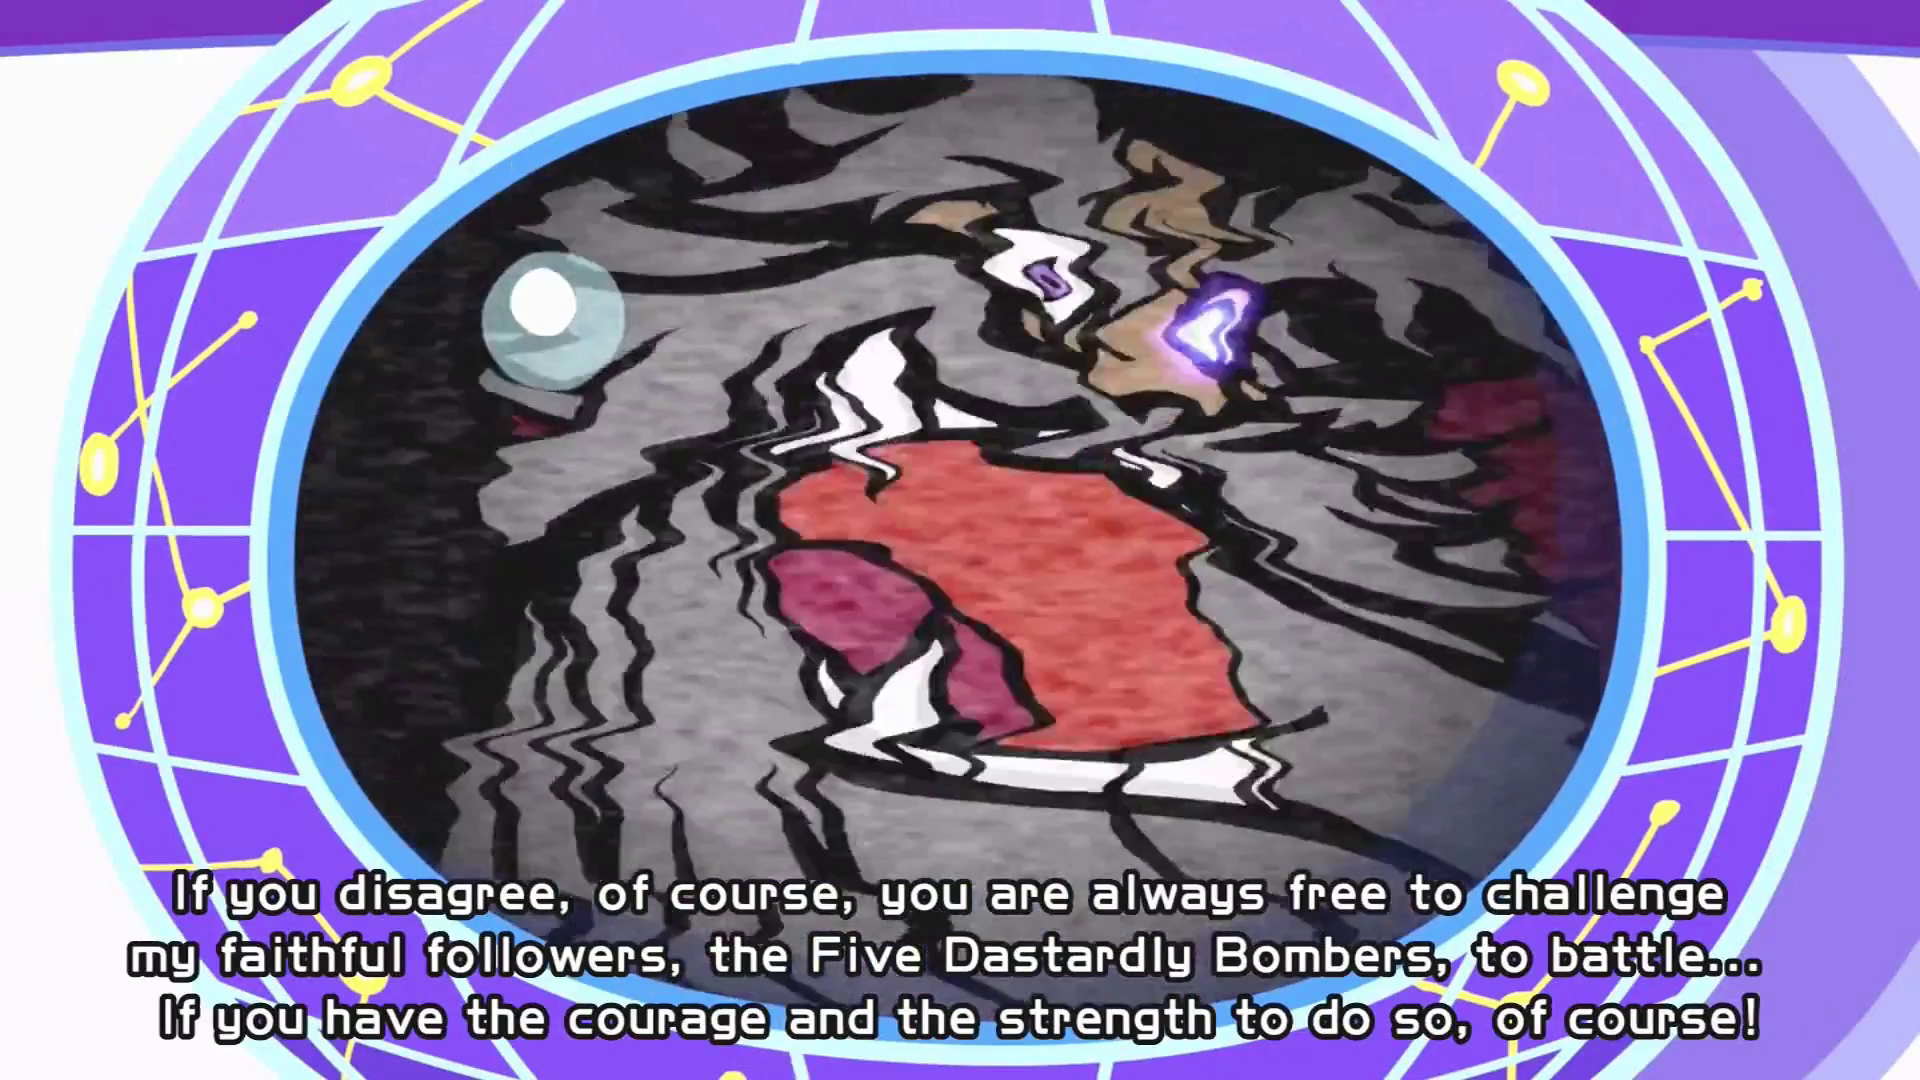 If you disagree, of course, you are always free to challenge
my faithful followers, the Five Dastardly Bombers, to battle...
If you have the courage and the strength to do so, of course!